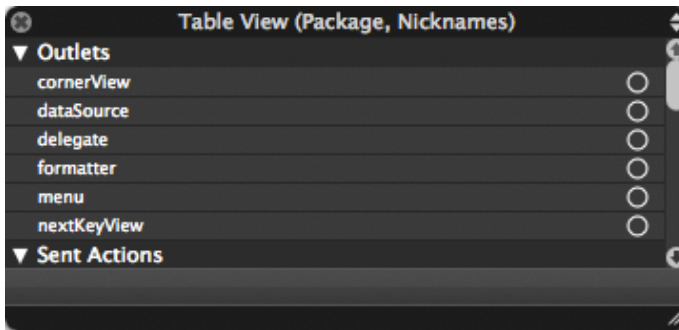 Table View (Package, Nicknames)
▼ Outlets
cornerView
dataSource
delegate
formatter
menu
nextKeyView
▼ Sent Actions